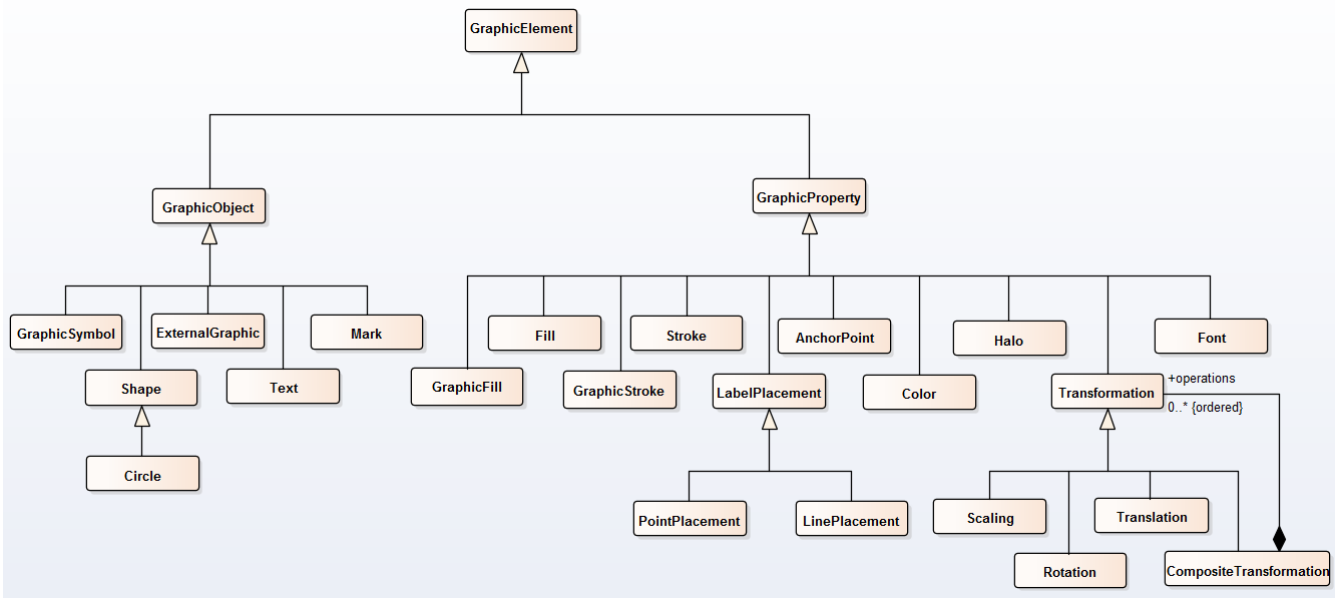 GraphicElement
GraphicObject
GraphicProperty
GraphicSymbol
ExternalGraphic
Mark
Fill
Stroke
AnchorPoint
Halo
Font
Shape
Text
GraphicFill
GraphicStroke
LabelPlacement
Color
Transformation
+operations
0..* {ordered}
Circle
PointPlacement
LinePlacement
Scaling
Translation
Rotation
CompositeTransformation